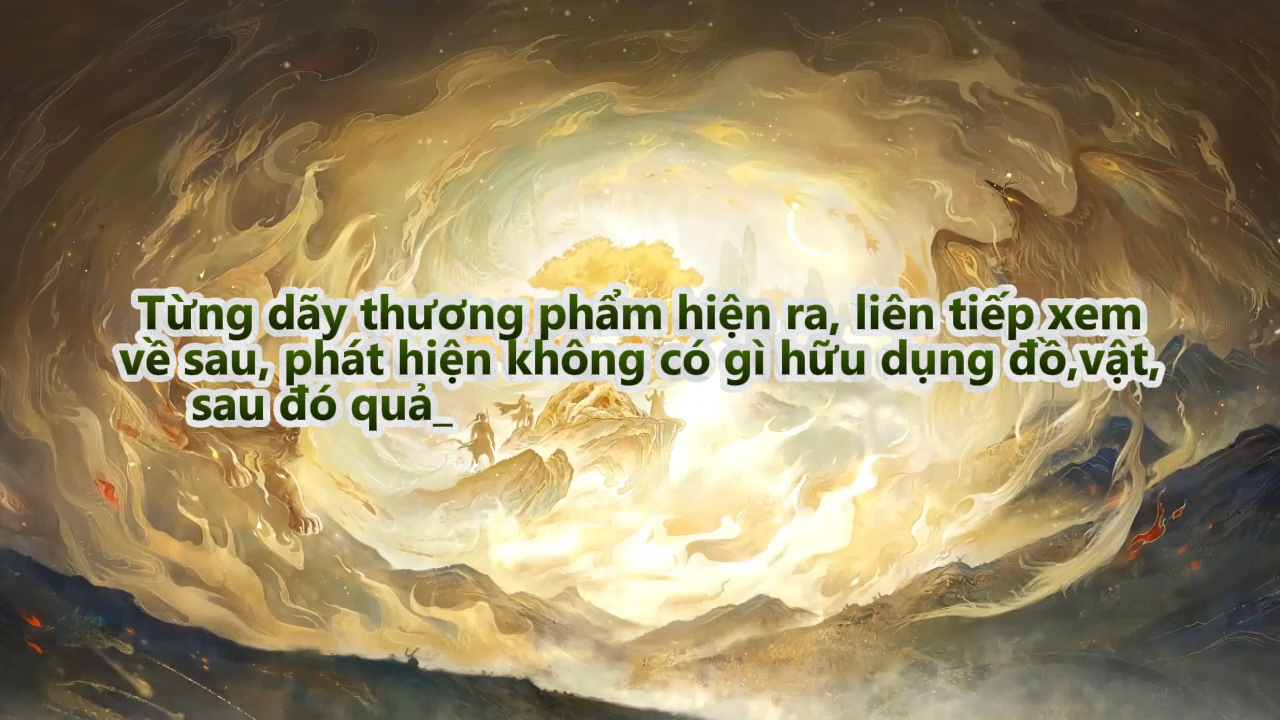 Từng dãy thương phẩm hiện ra, liên tiếp xem
về sau, phát hiện không có gì hữu dụng đồ,vật,
sau đó quả_